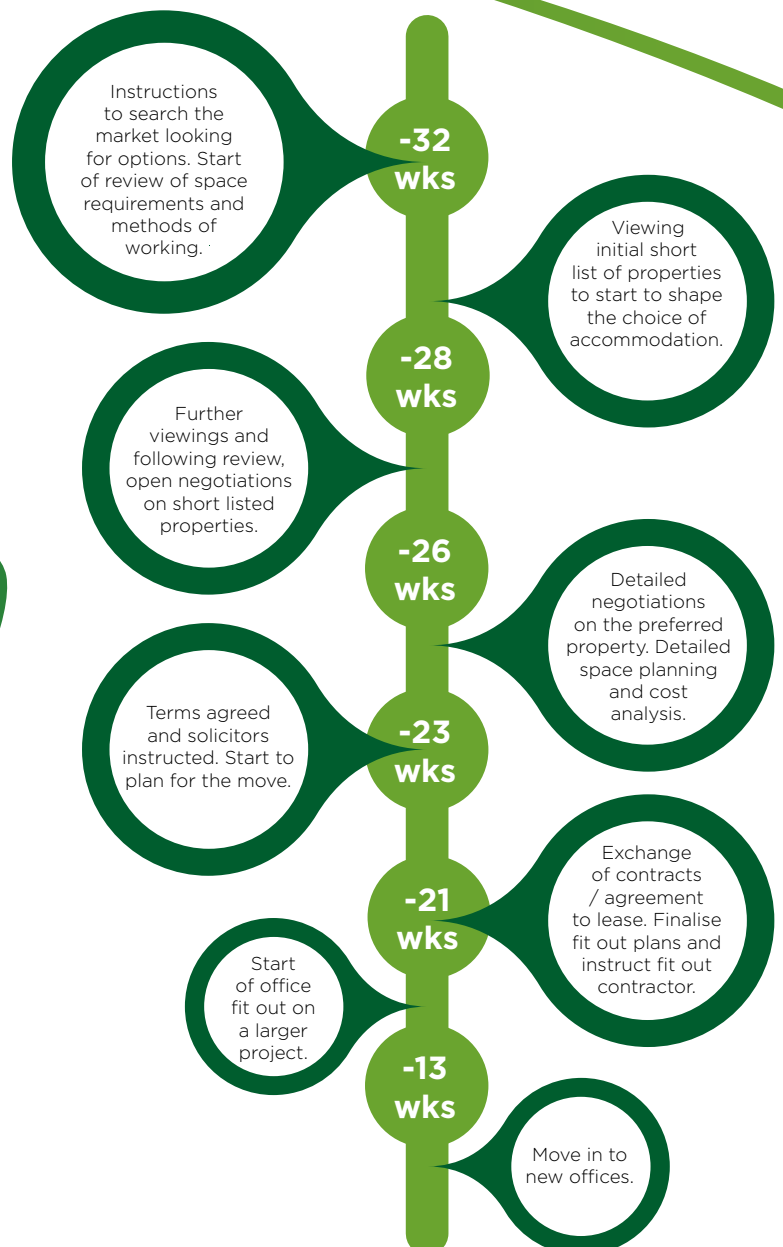 Instructions
to search the
market looking
for options. Start
of review of space
requirements and
methods of
working.
-32
wks
Viewing
initial short
list of properties
to start to shape
the choice of
accommodation.
-28
wks
Further
viewings and
following review,
open negotiations
on short listed
properties.
-26
wks
Detailed
negotiations
on the preferred
property. Detailed
space planning
and cost
analysis.
Terms agreed
and solicitors
instructed. Start to
plan for the move.
-23
wks
Exchange
of contracts
/ agreement
to lease. Finalise
fit out plans and
instruct fit out
contractor.
-21
wks
Start
of office
fit out on
a larger
project.
-13
wks
Move in to
new offices.